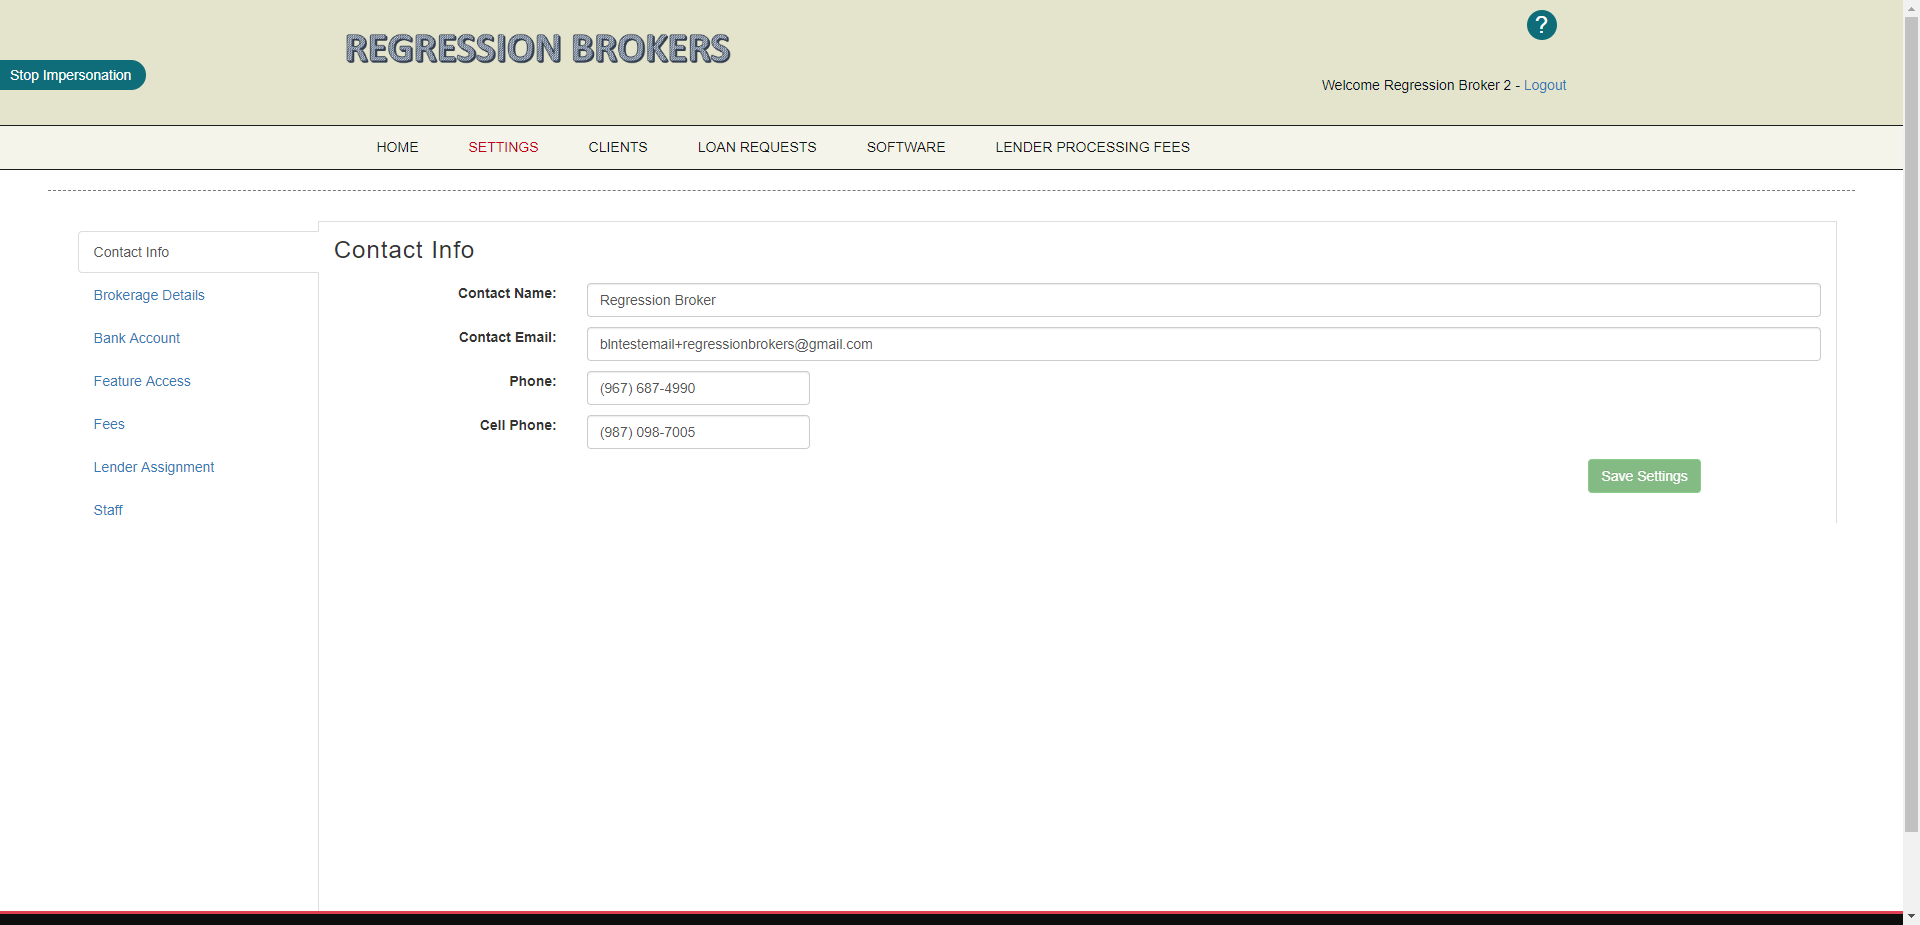 REGRESSION BROKERS
?
Stop Impersonation
Welcome Regression Broker 2 - Logout
HOME SETTINGS CLIENTS LOAN REQUESTS SOFTWARE LENDER PROCESSING FEES
Contact Info
Brokerage Details
Bank Account
Feature Access
Fees
Lender Assignment
Staff
Contact Info
Contact Name: Regression Broker
Contact Email: blntestemail+regressionbrokers@gmail.com
Phone: (967) 687-4990
Cell Phone: (987) 098-7005
Save Settings